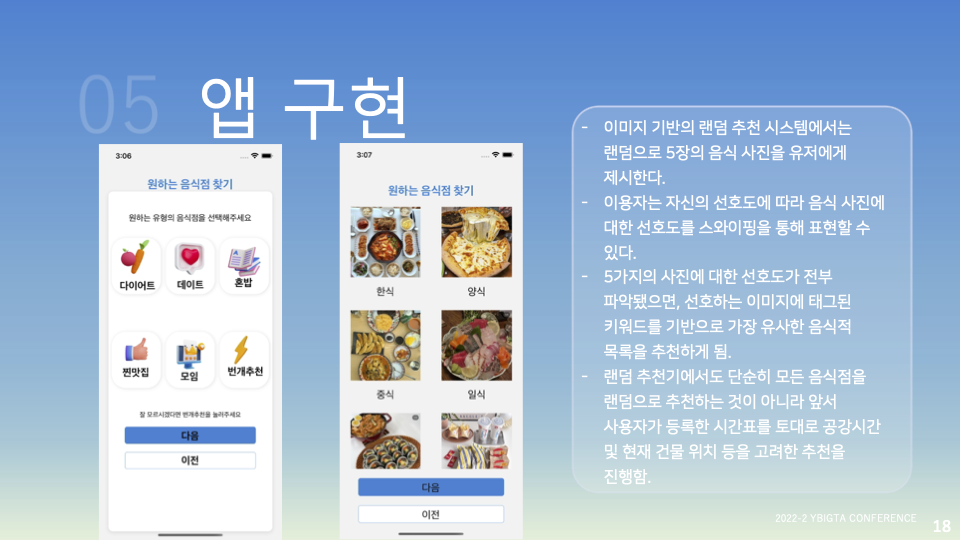 05 앱 구현
3:06
원하는 음식점 찾기
원하는 유형의 음식점을 선택해주세요
다이어트 데이트 혼밥
찐맛집 모임 번개추천
잘 모르시겠다면 번개추천을 눌러주세요
다음
이전
3:07
원하는 음식점 찾기
한식 양식
중식 일식
다음
이전
- 이미지 기반의 랜덤 추천 시스템에서는
랜덤으로 5장의 음식 사진을 유저에게
제시한다.
- 이용자는 자신의 선호도에 따라 음식 사진에
대한 선호도를 스와이핑을 통해 표현할 수
있다.
- 5가지의 사진에 대한 선호도가 전부
파악됐으면, 선호하는 이미지에 태그된
키워드를 기반으로 가장 유사한 음식적
목록을 추천하게 됨.
- 랜덤 추천기에서도 단순히 모든 음식점을
랜덤으로 추천하는 것이 아니라 앞서
사용자가 등록한 시간표를 토대로 공강시간
및 현재 건물 위치 등을 고려한 추천을
진행함.
2022-2 YBIGTA CONFERENCE
18